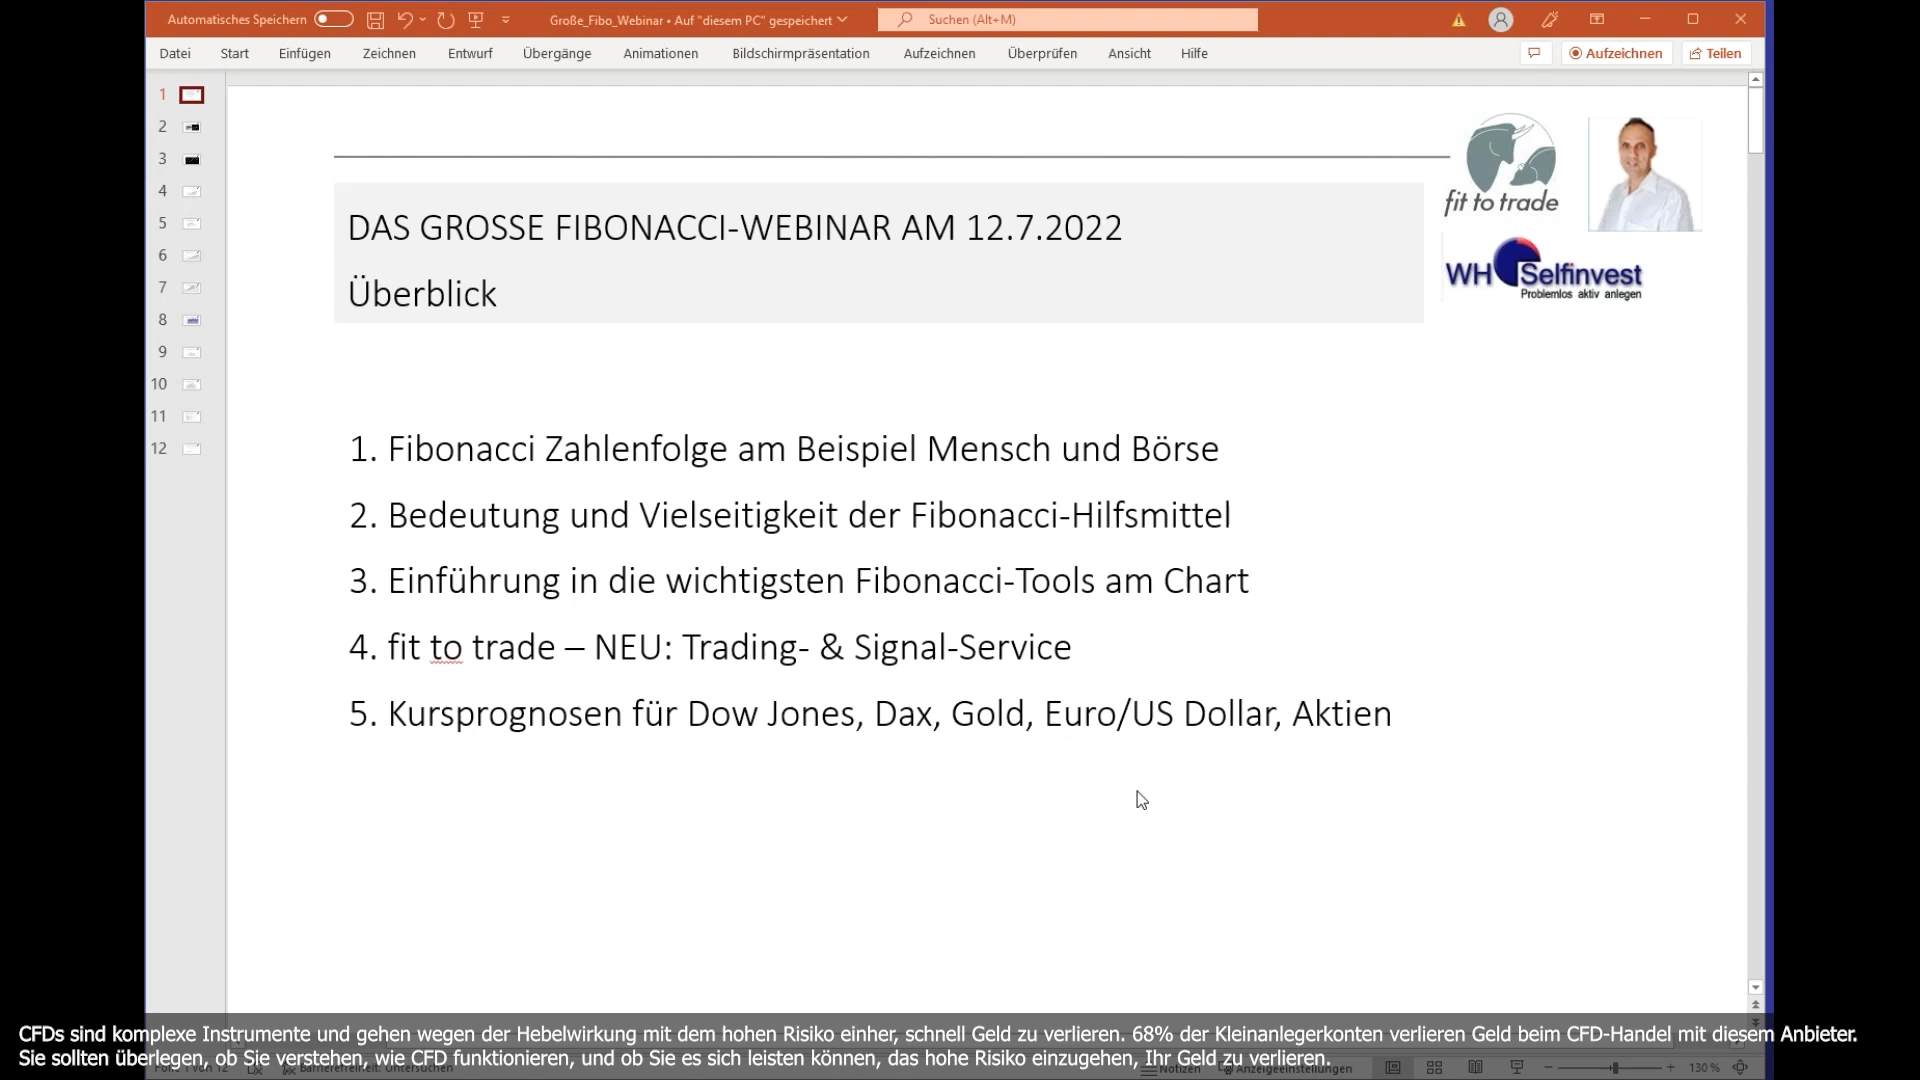 Automatisches Speichern
Große_Fibo_Webinar • Auf "diesem PC" gespeichert
Suchen (Alt+M)
Datei Start Einfügen Zeichnen Entwurf Übergänge Animationen Bildschirmpräsentation Aufzeichnen Überprüfen Ansicht Hilfe
Aufzeichnen
Teilen
1
2
3
4
5
6
7
8
9
10
11
12
fit to trade
WH Selfinvest
Problemlos aktiv anlegen
DAS GROSSE FIBONACCI-WEBINAR AM 12.7.2022
Überblick
1. Fibonacci Zahlenfolge am Beispiel Mensch und Börse
2. Bedeutung und Vielseitigkeit der Fibonacci-Hilfsmittel
3. Einführung in die wichtigsten Fibonacci-Tools am Chart
4. fit to trade – NEU: Trading- & Signal-Service
5. Kursprognosen für Dow Jones, Dax, Gold, Euro/US Dollar, Aktien
CFDs sind komplexe Instrumente und gehen wegen der Hebelwirkung mit dem hohen Risiko einher, schnell Geld zu verlieren. 68% der Kleinanlegerkonten verlieren Geld beim CFD-Handel mit diesem Anbieter.
Sie sollten überlegen, ob Sie verstehen, wie CFD funktionieren, und ob Sie es sich leisten können, das hohe Risiko einzugehen, Ihr Geld zu verlieren.
Barrierefreiheit: Untersuchen
Notizen
Anzeigeeinstellungen
130 %